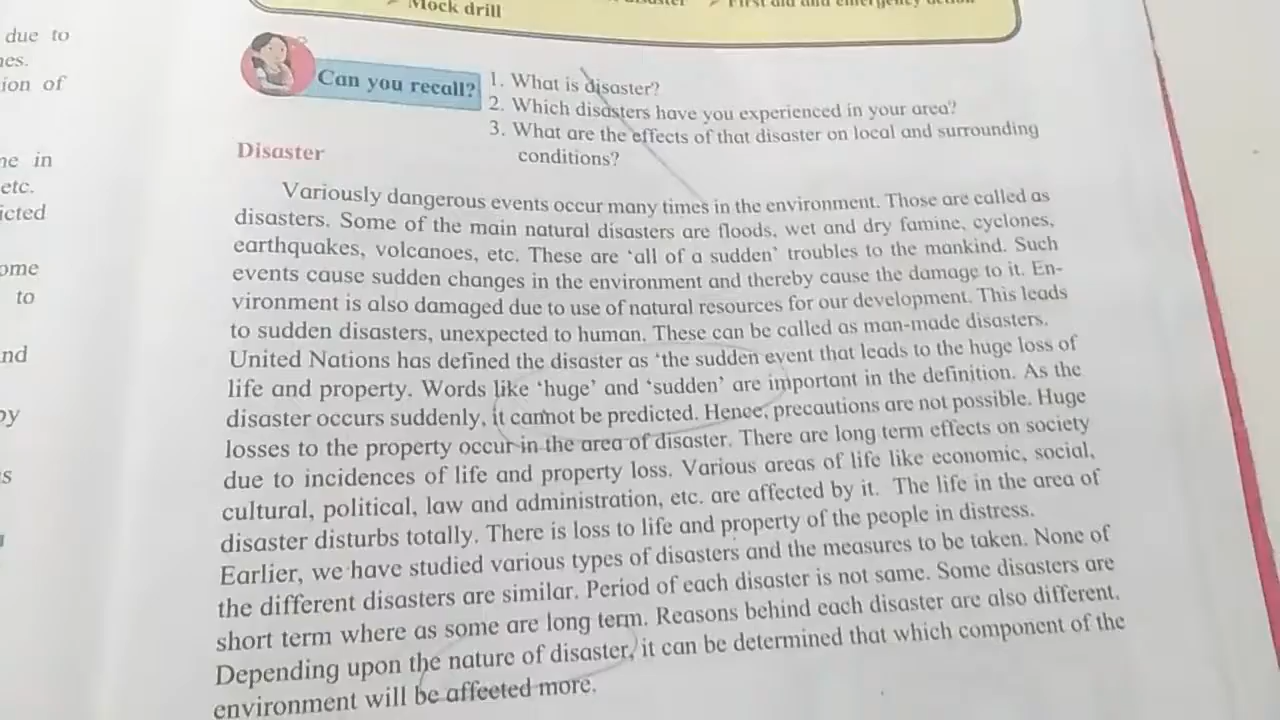 Mock drill
First aid and emergency action
due to
ion of
Can you recall?
1. What is disaster?
2. Which disasters have you experienced in your area?
3. What are the effects of that disaster on local and surrounding
conditions?
Disaster
Variously dangerous events occur many times in the environment. Those are called as
disasters. Some of the main natural disasters are floods, wet and dry famine, cyclones,
earthquakes, volcanoes, etc. These are ‘all of a sudden’ troubles to the mankind. Such
events cause sudden changes in the environment and thereby cause the damage to it. En-
vironment is also damaged due to use of natural resources for our development. This leads
to sudden disasters, unexpected to human. These can be called as man-made disasters.
United Nations has defined the disaster as ‘the sudden event that leads to the huge loss of
life and property. Words like ‘huge’ and ‘sudden’ are important in the definition. As the
disaster occurs suddenly, it cannot be predicted. Hence, precautions are not possible. Huge
losses to the property occur in the area of disaster. There are long term effects on society
due to incidences of life and property loss. Various areas of life like economic, social,
cultural, political, law and administration, etc. are affected by it. The life in the area of
disaster disturbs totally. There is loss to life and property of the people in distress.
Earlier, we have studied various types of disasters and the measures to be taken. None of
the different disasters are similar. Period of each disaster is not same. Some disasters are
short term where as some are long term. Reasons behind each disaster are also different.
Depending upon the nature of disaster, it can be determined that which component of the
environment will be affected more.
in
etc.
icted
to